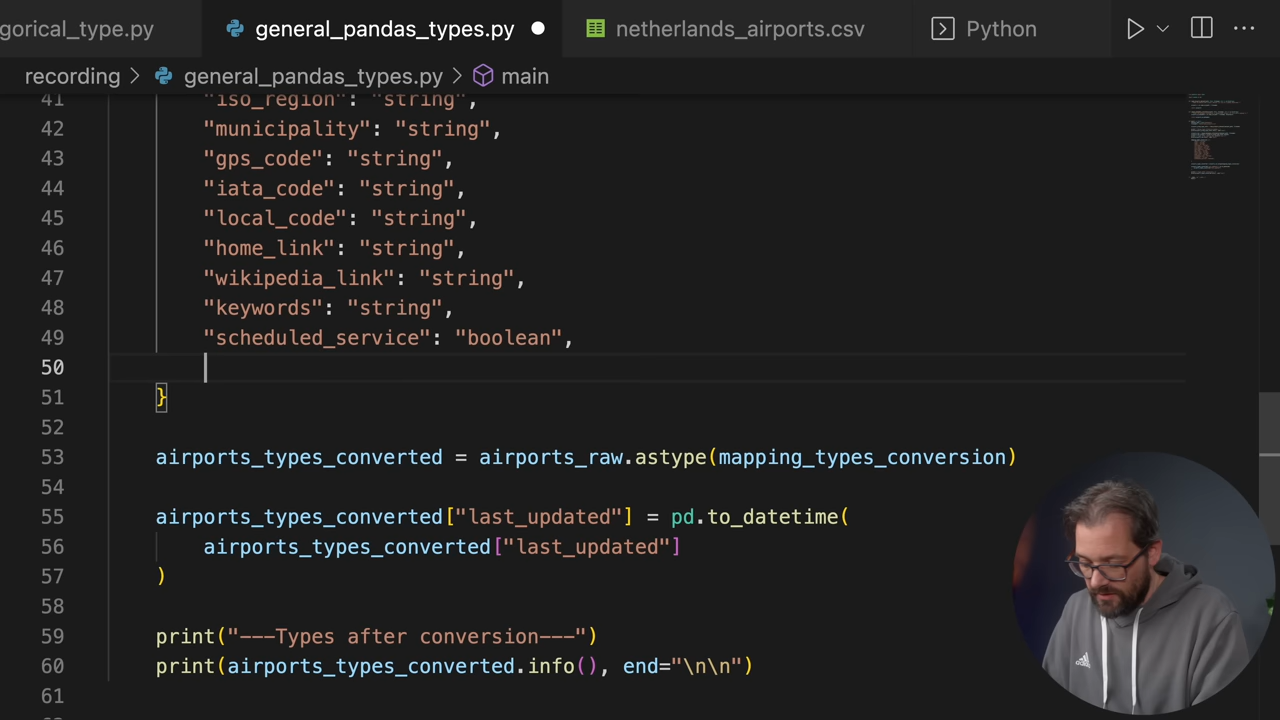 gorical_type.py
general_pandas_types.py
netherlands_airports.csv
Python
recording > general_pandas_types.py > main
41 "iso_region": "string",
42 "municipality": "string",
43 "gps_code": "string",
44 "iata_code": "string",
45 "local_code": "string",
46 "home_link": "string",
47 "wikipedia_link": "string",
48 "keywords": "string",
49 "scheduled_service": "boolean",
50
51 }
52
53 airports_types_converted = airports_raw.astype(mapping_types_conversion)
54
55 airports_types_converted["last_updated"] = pd.to_datetime(
56 airports_types_converted["last_updated"]
57 )
58
59 print("---Types after conversion---")
60 print(airports_types_converted.info(), end="\n\n")
61